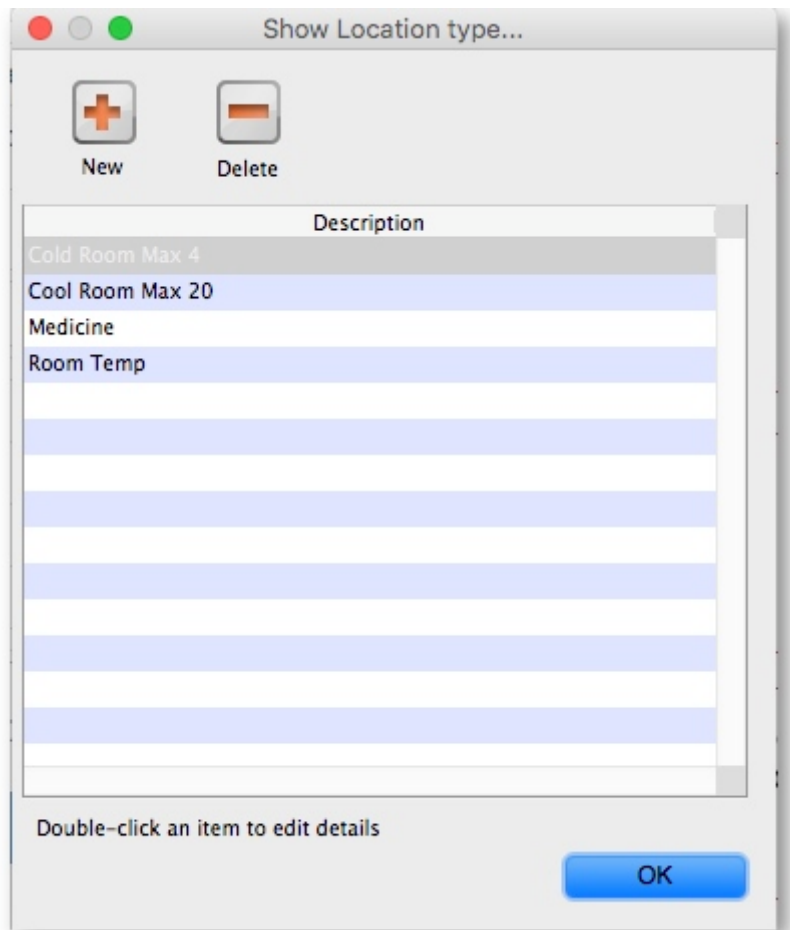 Show Location type...
New
Delete
Description
Cold Room Max 4
Cool Room Max 20
Medicine
Room Temp
Double-click an item to edit details
OK